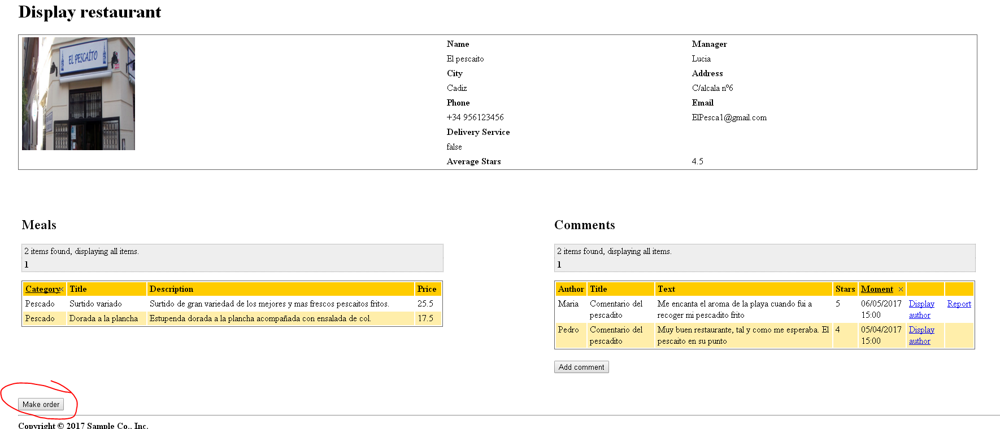 Display restaurant
EL PESCAÍTO
Name
Manager
El pescaito
Lucia
City
Address
Cadiz
C/alcala nº6
Phone
Email
+34 956123456
ElPesca1@gmail.com
Delivery Service
false
Average Stars
4.5
Meals
2 items found, displaying all items.
1
Category Title Description Price
Pescado Surtido variado Surtido de gran variedad de los mejores y mas frescos pescaitos fritos. 25.5
Pescado Dorada a la plancha Estupenda dorada a la plancha acompañada con ensalada de col. 17.5
Comments
2 items found, displaying all items.
1
Author Title Text Stars Moment
Maria Comentario del Me encanta el aroma de la playa cuando fui a 5 06/05/2017 Display Report
pescadito recoger mi pescadito frito 15:00 author
Pedro Comentario del Muy buen restaurante, tal y como me esperaba. El 4 05/04/2017 Display
pescadito pescaito en su punto 15:00 author
Add comment
Make order
Copyright © 2017 Sample Co., Inc.